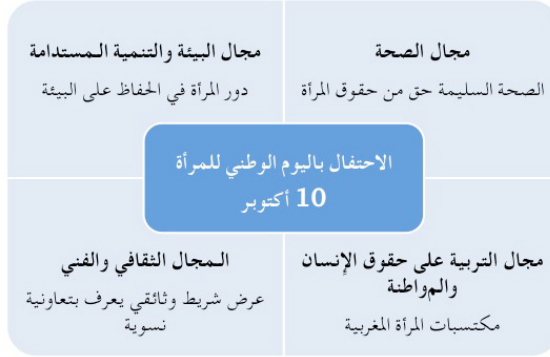 مجال الصحة
الصحة السليمة حق من حقوق المرأة
مجال البيئة والتنمية المستدامة
دور المرأة في الحفاظ على البيئة
الاحتفال باليوم الوطني للمرأة
10 أكتوبر
مجال التربية على حقوق الإنسان
والمواطنة
مكتسبات المرأة المغربية
المجال الثقافي والفني
عرض شريط وثائقي يعرف بتعاونية
نسوية